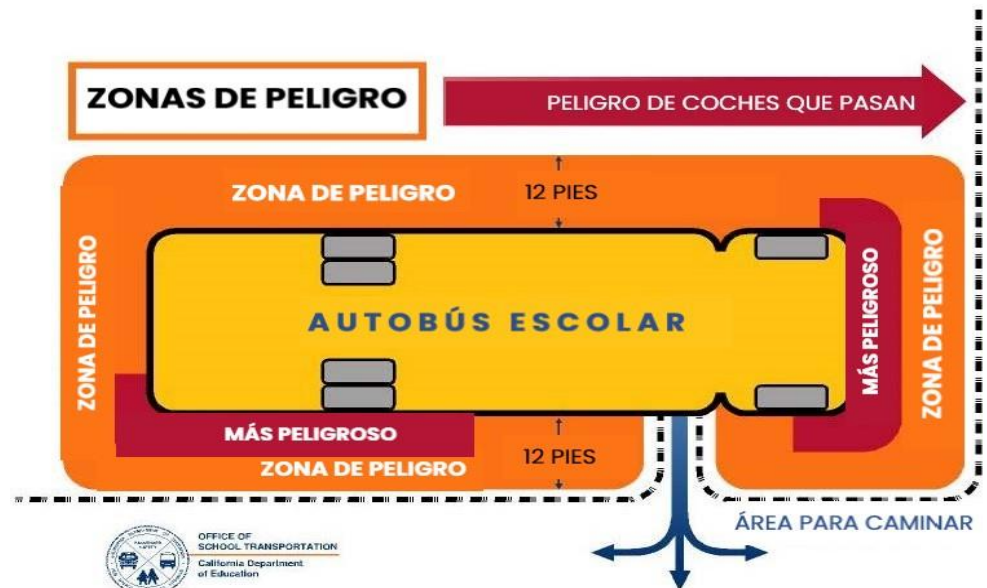 ZONAS DE PELIGRO
PELIGRO DE COCHES QUE PASAN
ZONA DE PELIGRO
12 PIES
ZONA DE PELIGRO
AUTOBÚS ESCOLAR
MÁS PELIGROSO
ZONA DE PELIGRO
MÁS PELIGROSO
12 PIES
ZONA DE PELIGRO
ÁREA PARA CAMINAR
OFFICE OF
SCHOOL TRANSPORTATION
California Department
of Education